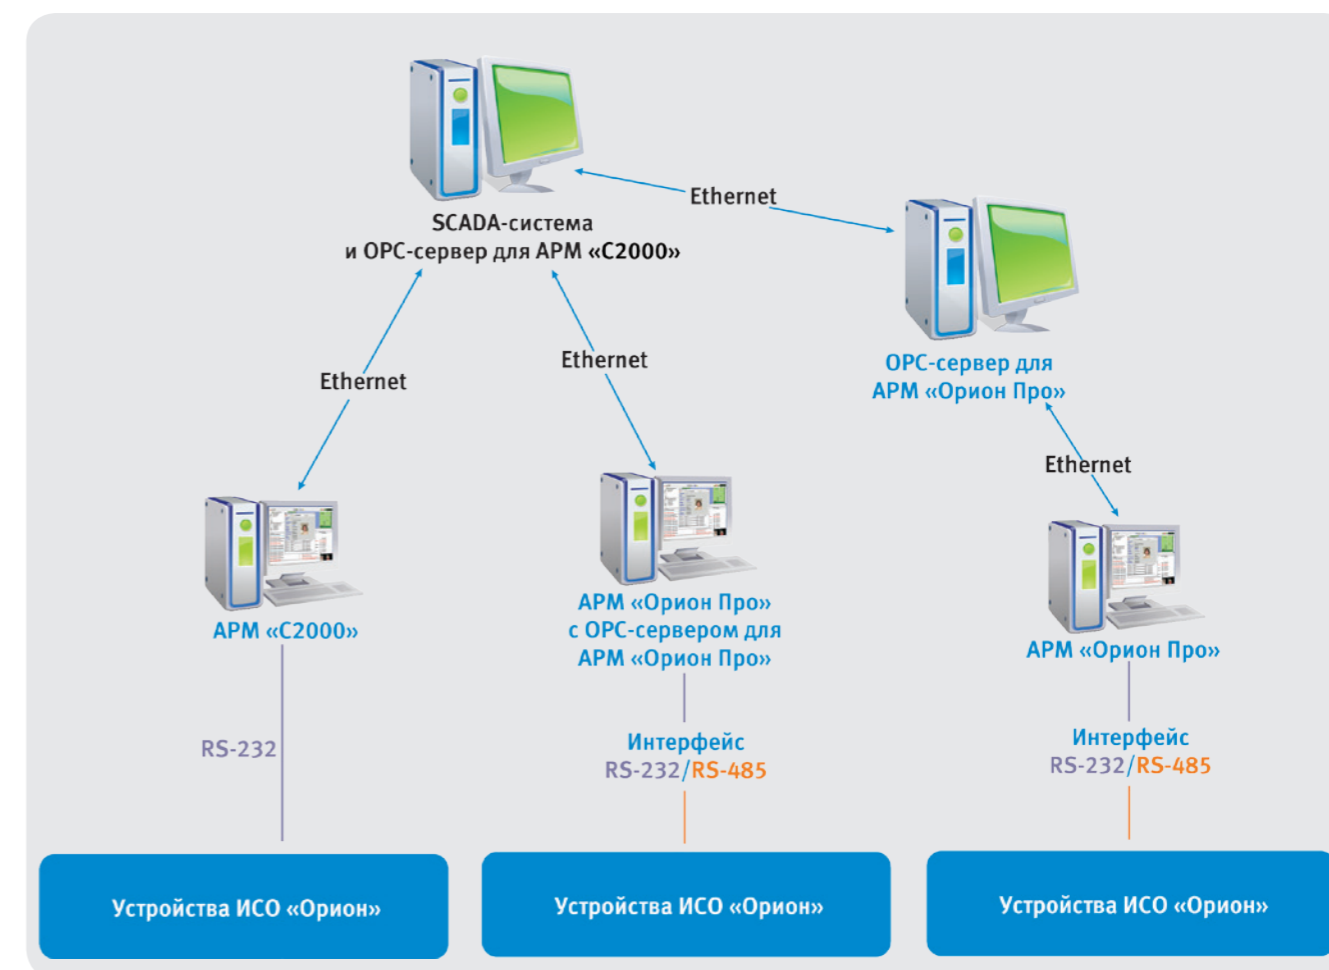 Ethernet
SCADA-система
и OPC-сервер для АРМ «С2000»
Ethernet
Ethernet
OPC-сервер для
АРМ «Орион Про»
Ethernet
АРМ «С2000»
АРМ «Орион Про»
с OPC-сервером для
АРМ «Орион Про»
АРМ «Орион Про»
RS-232
Интерфейс
RS-232/RS-485
Интерфейс
RS-232/RS-485
Устройства ИСО «Орион»
Устройства ИСО «Орион»
Устройства ИСО «Орион»